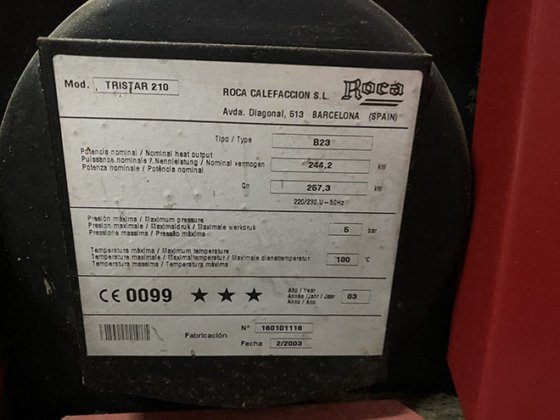 Mod. TRISTAR 210
ROCA CALEFACCION S.L. Roca
Avda. Diagonal, 513 BARCELONA (SPAIN)
Tipo / Type B23
Potencia nominal / Nominal heat output
Puissance nominale / Nennleistung / Nominal vermogen 244,2 kW
Potenza nominale / Potência nominal
Qn 267,3 kW
220/230 V~50Hz
Presión máxima / Maximum pressure
Pression maximale / Maximaldruk / Maximale werkdruk 5 bar
Pressione massima / Pressão máxima
Temperatura máxima / Maximum temperature
Temperature maximale / Maximaltemperatur / Maximale diensttemperatur 100 °C
Temperatura massima / Temperatura máxima
CE 0099 ★ ★ ★
Año / Year
Année /Jahr / Jaar 03
Anno / Ano
Fabricación
N° 160101118
Fecha 2/2003